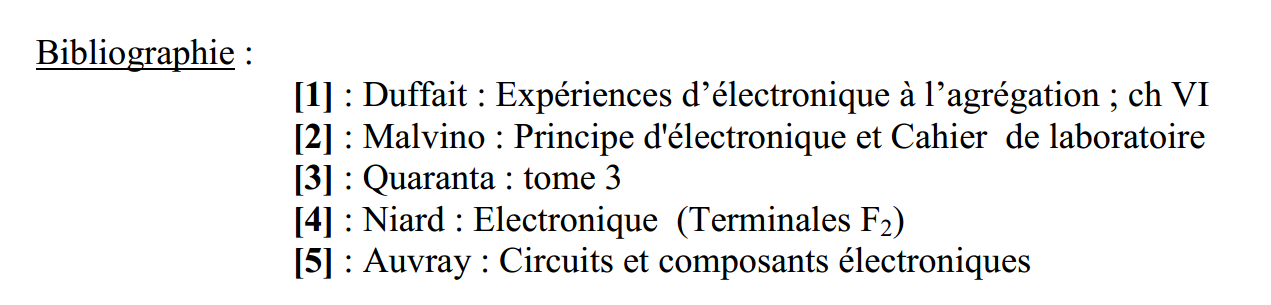 Bibliographie :
[1] : Duffait : Expériences d’électronique à l’agrégation ; ch VI
[2] : Malvino : Principe d'électronique et Cahier  de laboratoire
[3] : Quaranta : tome 3
[4] : Niard : Electronique  (Terminales F₂)
[5] : Auvray : Circuits et composants électroniques